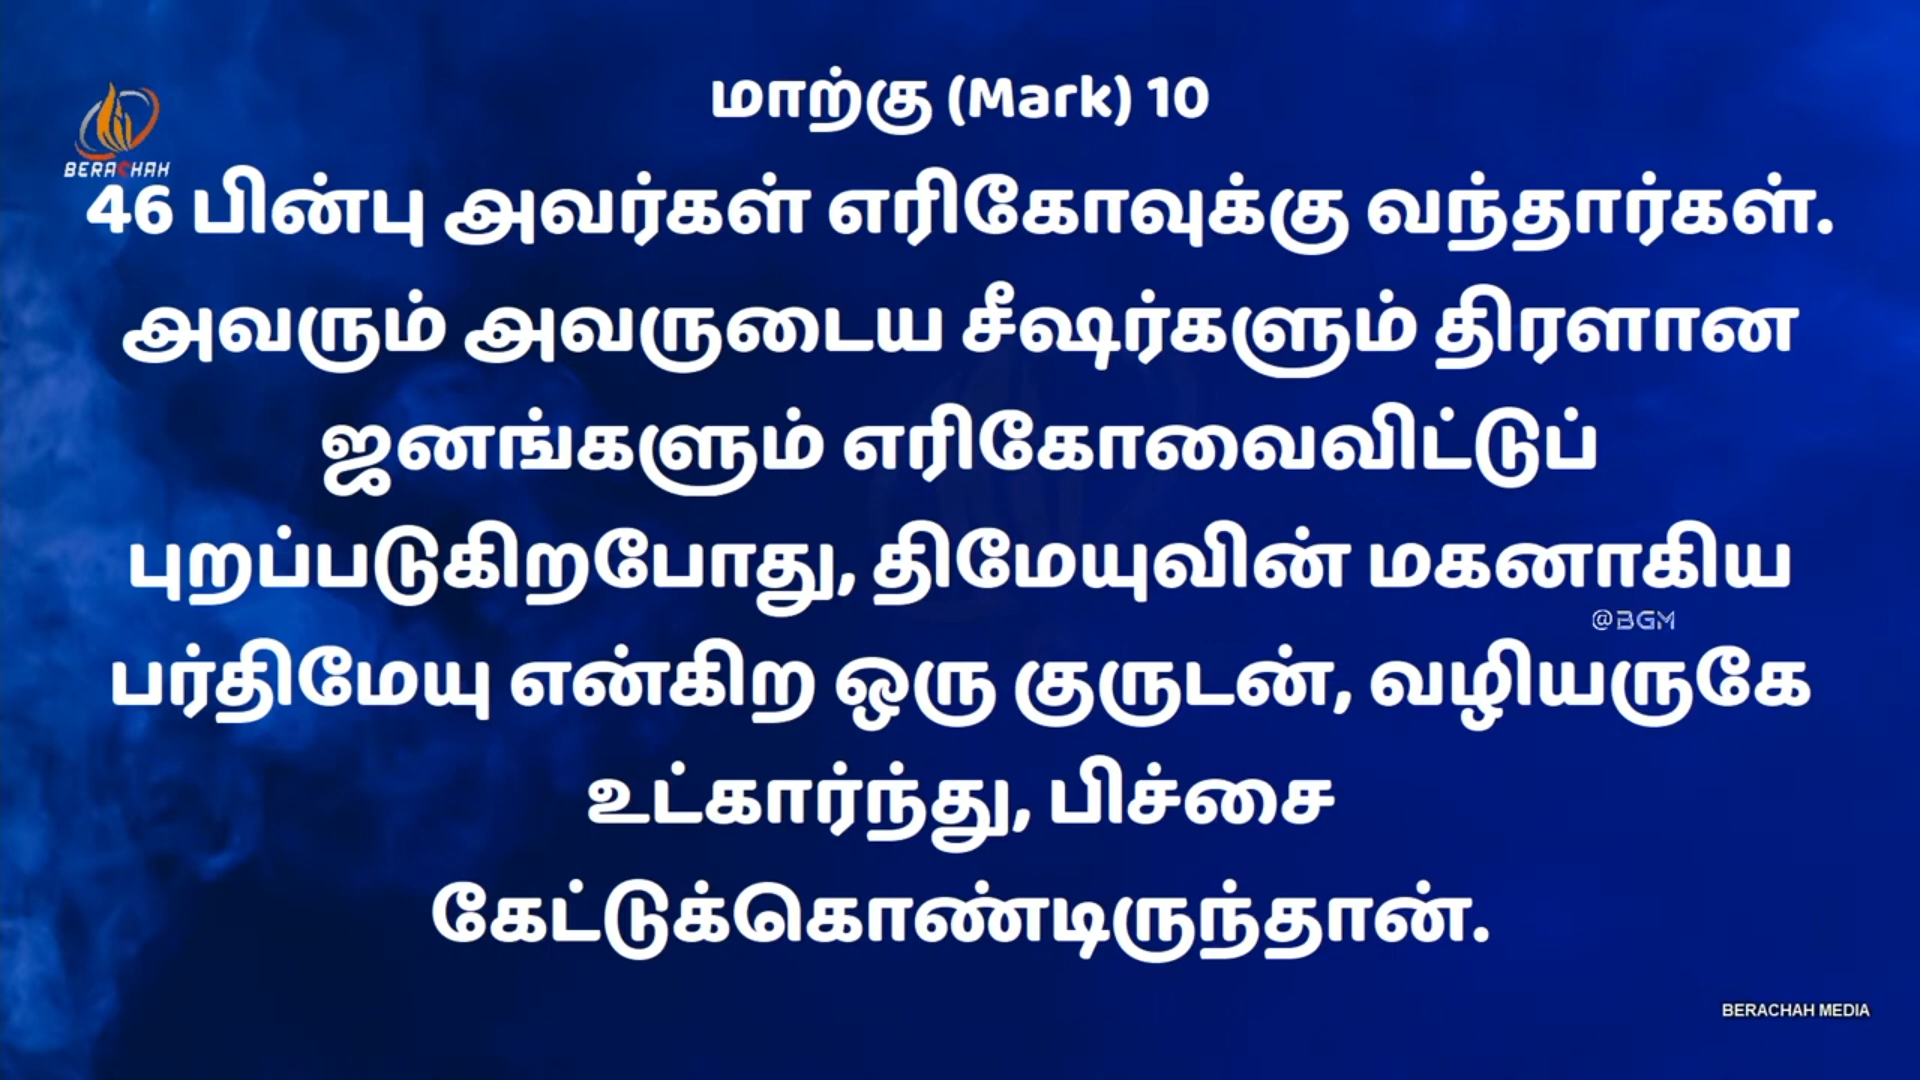 மாற்கு (Mark) 10
BERACHAH
46 பின்பு அவர்கள் எரிகோவுக்கு வந்தார்கள்.
அவரும் அவருடைய சீஷர்களும் திரளான
ஜனங்களும் எரிகோவைவிட்டுப்
புறப்படுகிறபோது, திமேயுவின் மகனாகிய
@BGM
பர்திமேயு என்கிற ஒரு குருடன், வழியருகே
உட்கார்ந்து, பிச்சை
கேட்டுக்கொண்டிருந்தான்.
BERACHAH MEDIA